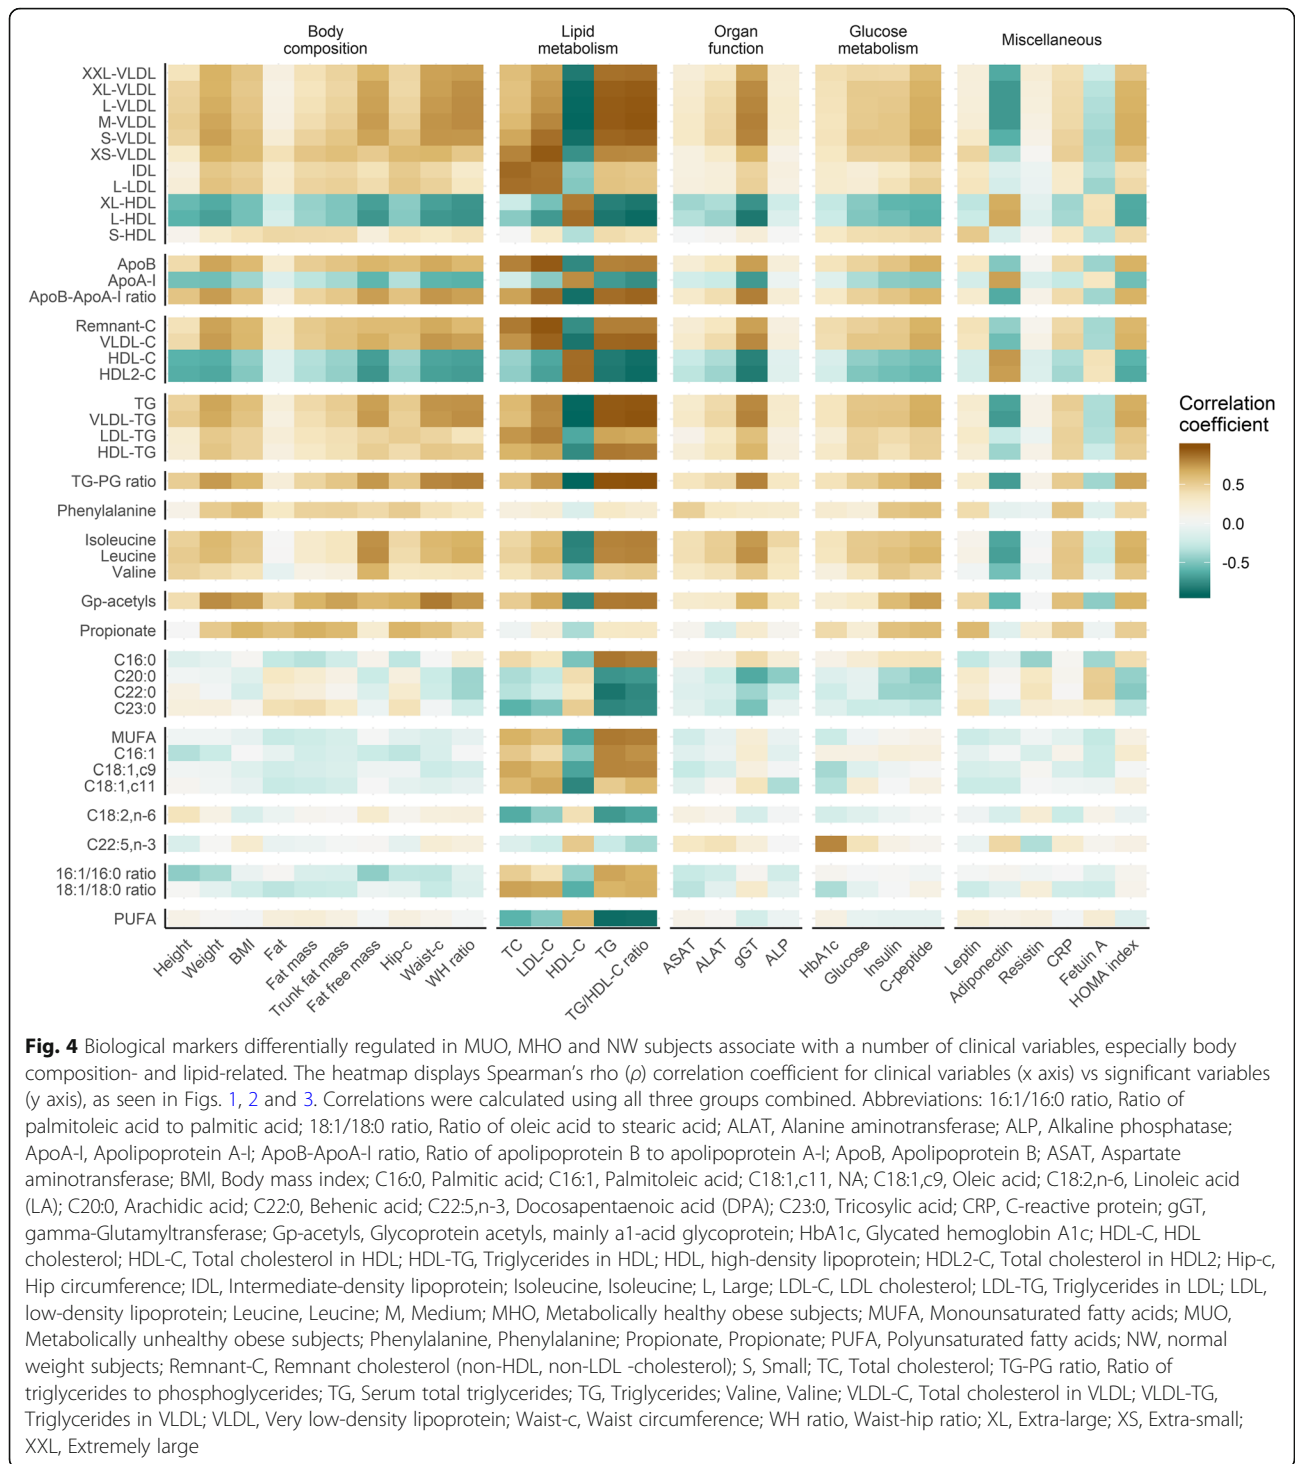 Body
composition
Lipid
metabolism
Organ
function
Glucose
metabolism
Miscellaneous
XXL-VLDL
XL-VLDL
L-VLDL
M-VLDL
S-VLDL
XS-VLDL
IDL
L-LDL
XL-HDL
L-HDL
S-HDL
ApoB
ApoA-I
ApoB-ApoA-I ratio
Remnant-C
VLDL-C
HDL-C
HDL2-C
TG
VLDL-TG
LDL-TG
HDL-TG
TG-PG ratio
Phenylalanine
Isoleucine
Leucine
Valine
Gp-acetyls
Propionate
C16:0
C20:0
C22:0
C23:0
MUFA
C16:1
C18:1,c9
C18:1,c11
C18:2,n-6
C22:5,n-3
16:1/16:0 ratio
18:1/18:0 ratio
PUFA
Correlation
coefficient
0.5
0.0
-0.5
Height
Weight
BMI
Fat
Fat mass
Trunk fat mass
Fat free mass
Hip-c
Waist-c
WH ratio
TC
LDL-C
HDL-C
TG
TG/HDL-C ratio
ASAT
ALAT
gGT
ALP
HbA1c
Glucose
Insulin
C-peptide
Leptin
Adiponectin
Resistin
CRP
Fetuin A
HOMA index
Fig. 4 Biological markers differentially regulated in MUO, MHO and NW subjects associate with a number of clinical variables, especially body
composition- and lipid-related. The heatmap displays Spearman's rho (ρ) correlation coefficient for clinical variables (x axis) vs significant variables
(y axis), as seen in Figs. 1, 2 and 3. Correlations were calculated using all three groups combined. Abbreviations: 16:1/16:0 ratio, Ratio of
palmitoleic acid to palmitic acid; 18:1/18:0 ratio, Ratio of oleic acid to stearic acid; ALAT, Alanine aminotransferase; ALP, Alkaline phosphatase;
ApoA-I, Apolipoprotein A-I; ApoB-ApoA-I ratio, Ratio of apolipoprotein B to apolipoprotein A-I; ApoB, Apolipoprotein B; ASAT, Aspartate
aminotransferase; BMI, Body mass index; C16:0, Palmitic acid; C16:1, Palmitoleic acid; C18:1,c11, NA; C18:1,c9, Oleic acid; C18:2,n-6, Linoleic acid
(LA); C20:0, Arachidic acid; C22:0, Behenic acid; C22:5,n-3, Docosapentaenoic acid (DPA); C23:0, Tricosylic acid; CRP, C-reactive protein; gGT,
gamma-Glutamyltransferase; Gp-acetyls, Glycoprotein acetyls, mainly a1-acid glycoprotein; HbA1c, Glycated hemoglobin A1c; HDL-C, HDL
cholesterol; HDL-C, Total cholesterol in HDL; HDL-TG, Triglycerides in HDL; HDL, high-density lipoprotein; HDL2-C, Total cholesterol in HDL2; Hip-c,
Hip circumference; IDL, Intermediate-density lipoprotein; Isoleucine, Isoleucine; L, Large; LDL-C, LDL cholesterol; LDL-TG, Triglycerides in LDL; LDL,
low-density lipoprotein; Leucine, Leucine; M, Medium; MHO, Metabolically healthy obese subjects; MUFA, Monounsaturated fatty acids; MUO,
Metabolically unhealthy obese subjects; Phenylalanine, Phenylalanine; Propionate, Propionate; PUFA, Polyunsaturated fatty acids; NW, normal
weight subjects; Remnant-C, Remnant cholesterol (non-HDL, non-LDL -cholesterol); S, Small; TC, Total cholesterol; TG-PG ratio, Ratio of
triglycerides to phosphoglycerides; TG, Serum total triglycerides; TG, Triglycerides; Valine, Valine; VLDL-C, Total cholesterol in VLDL; VLDL-TG,
Triglycerides in VLDL; VLDL, Very low-density lipoprotein; Waist-c, Waist circumference; WH ratio, Waist-hip ratio; XL, Extra-large; XS, Extra-small;
XXL, Extremely large